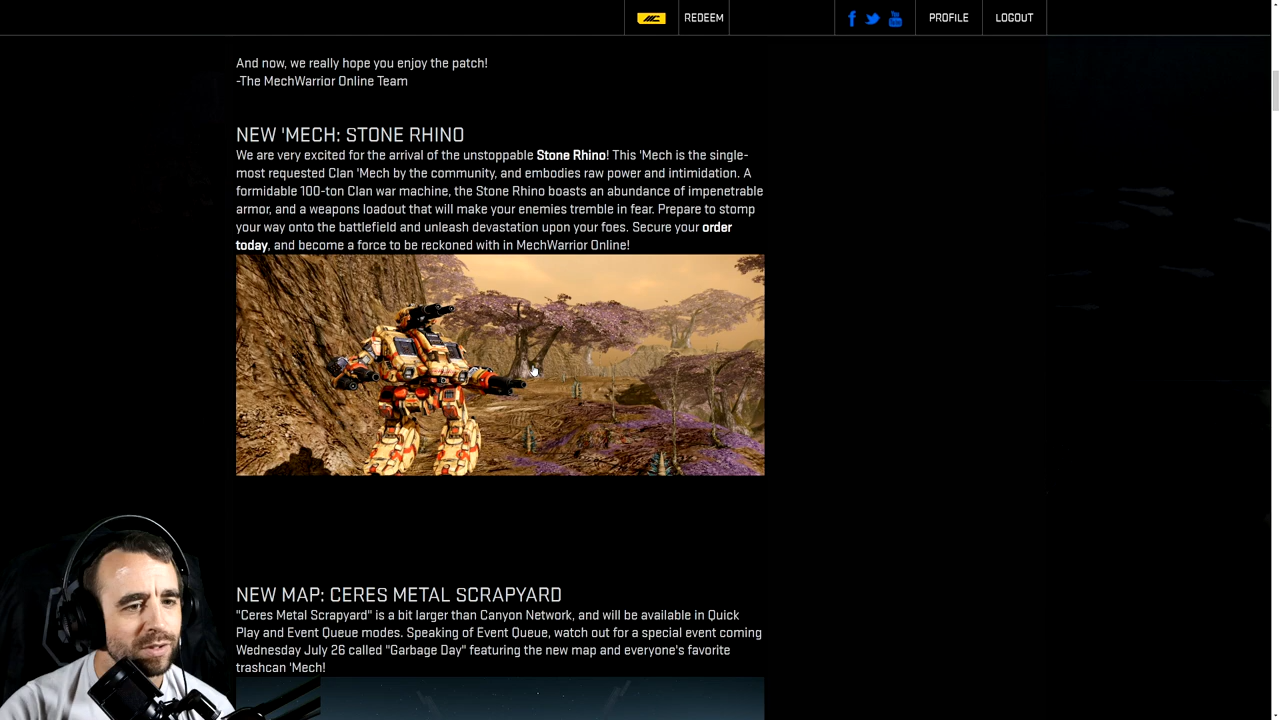 REDEEM
PROFILE
LOGOUT
And now, we really hope you enjoy the patch!
-The MechWarrior Online Team
NEW 'MECH: STONE RHINO
We are very excited for the arrival of the unstoppable Stone Rhino! This 'Mech is the single-
most requested Clan 'Mech by the community, and embodies raw power and intimidation. A
formidable 100-ton Clan war machine, the Stone Rhino boasts an abundance of impenetrable
armor, and a weapons loadout that will make your enemies tremble in fear. Prepare to stomp
your way onto the battlefield and unleash devastation upon your foes. Secure your order
today, and become a force to be reckoned with in MechWarrior Online!
NEW MAP: CERES METAL SCRAPYARD
"Ceres Metal Scrapyard" is a bit larger than Canyon Network, and will be available in Quick
Play and Event Queue modes. Speaking of Event Queue, watch out for a special event coming
Wednesday July 26 called "Garbage Day" featuring the new map and everyone's favorite
trashcan 'Mech!